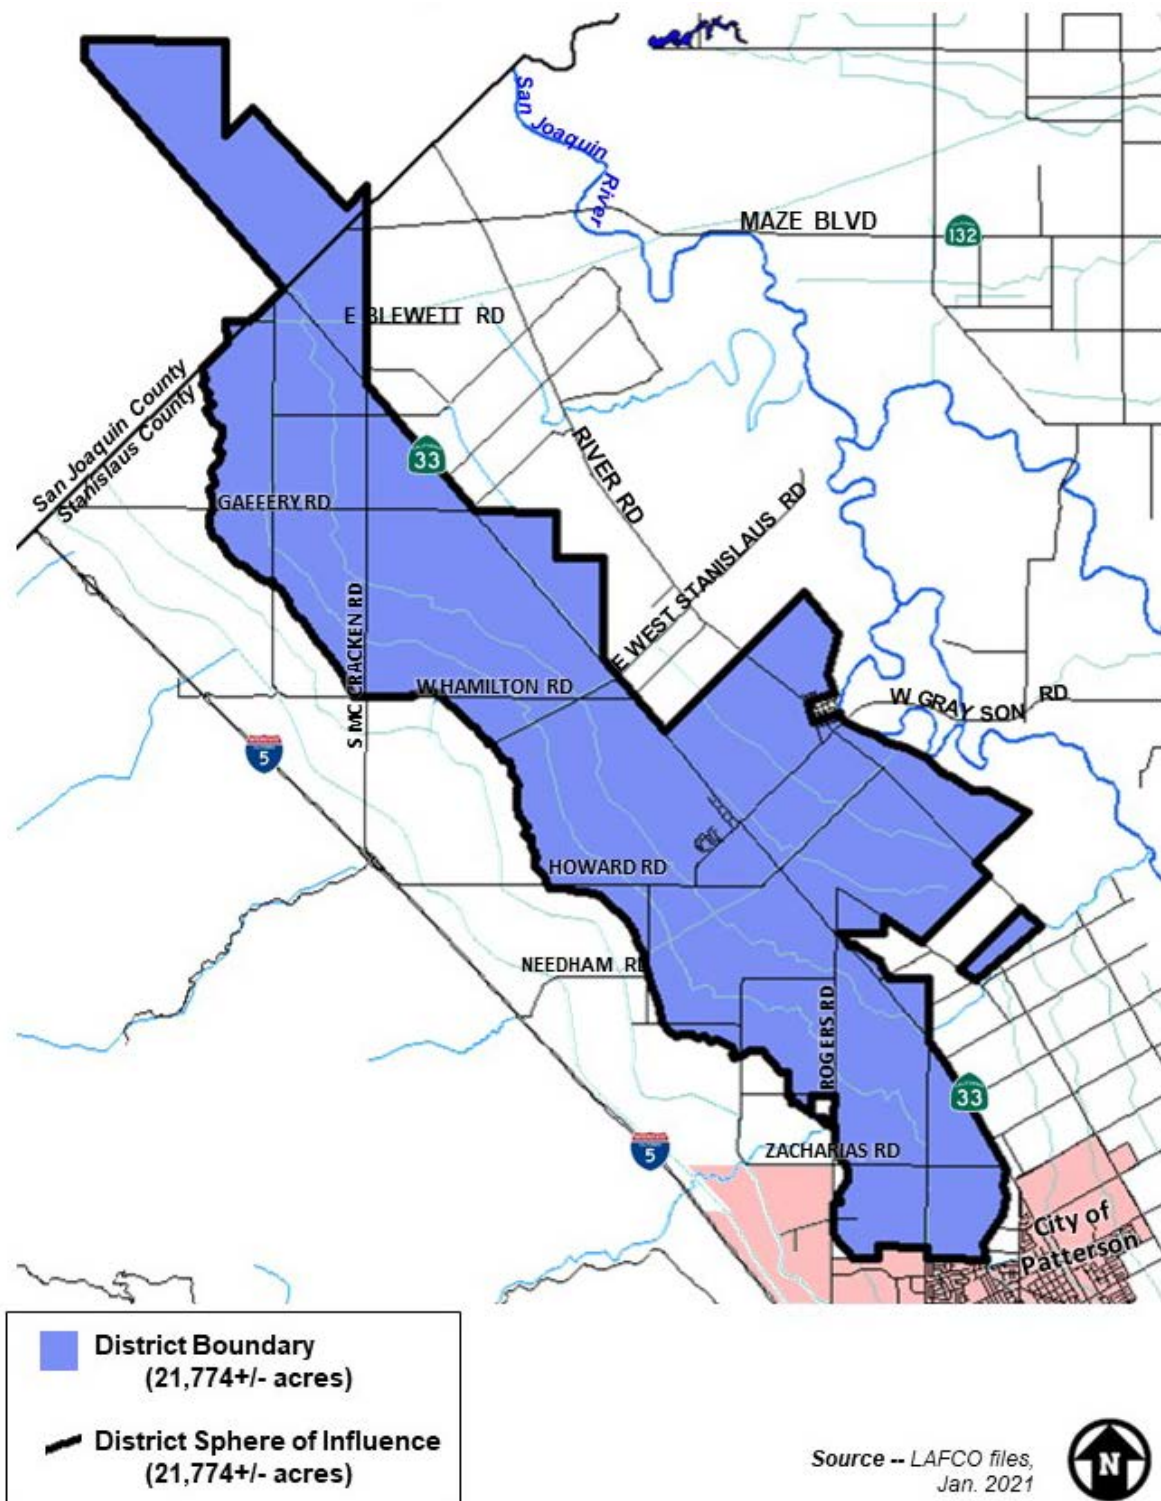 San Joaquin River
MAZE BLVD
132
E BLEWETT RD
San Joaquin County
Stanislaus County
33
RIVER RD
GAFFERY RD
E WEST STANISLAUS RD
S MC CRACKEN RD
W HAMILTON RD
W GRAYSON RD
5
HOWARD RD
NEEDHAM RD
ROGERS RD
33
5
ZACHARIAS RD
City of
Patterson
District Boundary
(21,774+/- acres)
District Sphere of Influence
(21,774+/- acres)
Source -- LAFCO files,
Jan. 2021
N